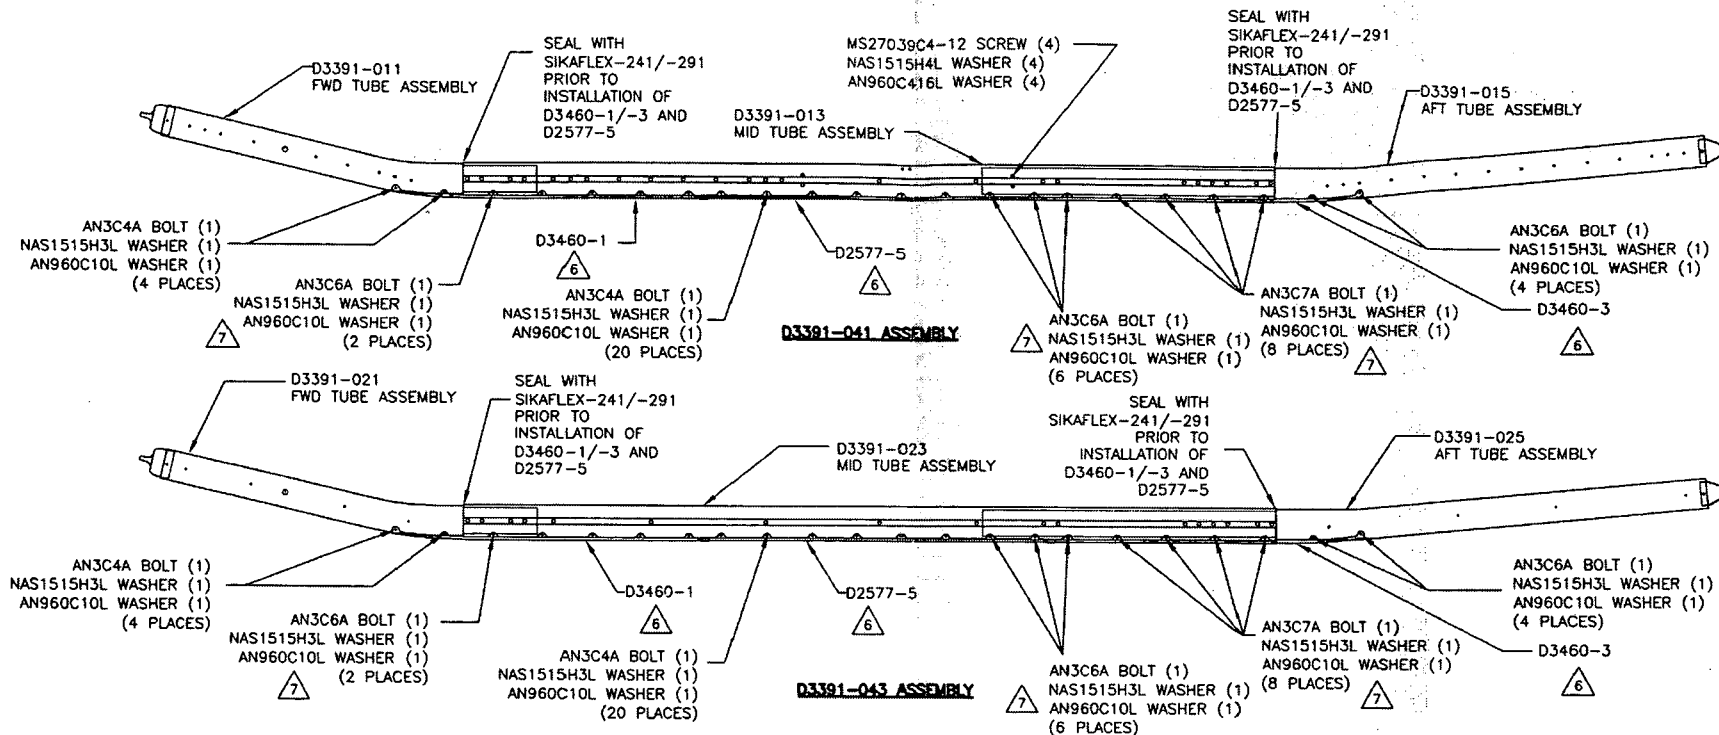 D3391-011
FWD TUBE ASSEMBLY
SEAL WITH
SIKAFLEX-241/-291
PRIOR TO
INSTALLATION OF
D3460-1/-3 AND
D2577-5
D3391-013
MID TUBE ASSEMBLY
MS27039C4-12 SCREW (4)
NAS1515H4L WASHER (4)
AN960C416L WASHER (4)
SEAL WITH
SIKAFLEX-241/-291
PRIOR TO
INSTALLATION OF
D3460-1/-3 AND
D2577-5
D3391-015
AFT TUBE ASSEMBLY
AN3C4A BOLT (1)
NAS1515H3L WASHER (1)
AN960C10L WASHER (1)
(4 PLACES)
AN3C6A BOLT (1)
NAS1515H3L WASHER (1)
AN960C10L WASHER (1)
(2 PLACES)
7
D3460-1
6
AN3C4A BOLT (1)
NAS1515H3L WASHER (1)
AN960C10L WASHER (1)
(20 PLACES)
D2577-5
6
D3391-041 ASSEMBLY
7
AN3C6A BOLT (1)
NAS1515H3L WASHER (1)
AN960C10L WASHER (1)
(6 PLACES)
AN3C7A BOLT (1)
NAS1515H3L WASHER (1)
AN960C10L WASHER (1)
(8 PLACES)
7
AN3C6A BOLT (1)
NAS1515H3L WASHER (1)
AN960C10L WASHER (1)
(4 PLACES)
D3460-3
6
D3391-021
FWD TUBE ASSEMBLY
SEAL WITH
SIKAFLEX-241/-291
PRIOR TO
INSTALLATION OF
D3460-1/-3 AND
D2577-5
D3391-023
MID TUBE ASSEMBLY
SEAL WITH
SIKAFLEX-241/-291
PRIOR TO
INSTALLATION OF
D3460-1/-3 AND
D2577-5
D3391-025
AFT TUBE ASSEMBLY
AN3C4A BOLT (1)
NAS1515H3L WASHER (1)
AN960C10L WASHER (1)
(4 PLACES)
AN3C6A BOLT (1)
NAS1515H3L WASHER (1)
AN960C10L WASHER (1)
(2 PLACES)
7
D3460-1
6
AN3C4A BOLT (1)
NAS1515H3L WASHER (1)
AN960C10L WASHER (1)
(20 PLACES)
D2577-5
6
D3391-043 ASSEMBLY
7
AN3C6A BOLT (1)
NAS1515H3L WASHER (1)
AN960C10L WASHER (1)
(6 PLACES)
AN3C7A BOLT (1)
NAS1515H3L WASHER (1)
AN960C10L WASHER (1)
(8 PLACES)
7
AN3C6A BOLT (1)
NAS1515H3L WASHER (1)
AN960C10L WASHER (1)
(4 PLACES)
D3460-3
6